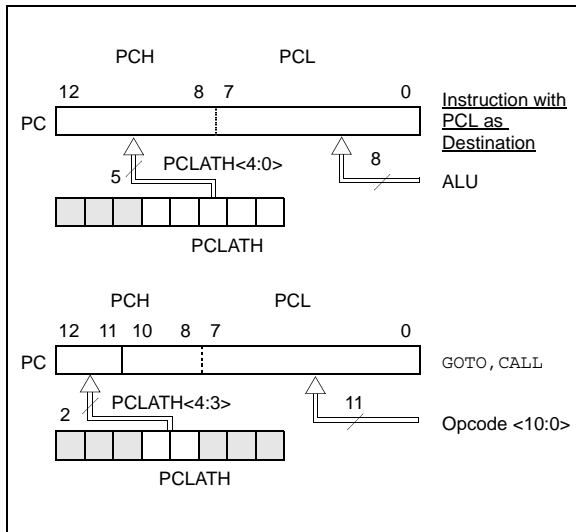 PCH PCL
12 8 7 0
PC
Instruction with
PCL as
Destination
5 PCLATH<4:0> 8
ALU
PCLATH
PCH PCL
12 11 10 8 7 0
PC GOTO, CALL
2 PCLATH<4:3> 11
Opcode <10:0>
PCLATH